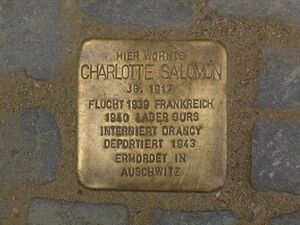 HIER WOHNTE
CHARLOTTE SALOMON
JG. 1917
FLUCHT 1939 FRANKREICH
1940 LAGER GURS
INTERNIERT DRANCY
DEPORTIERT 1943
ERMORDET IN
AUSCHWITZ